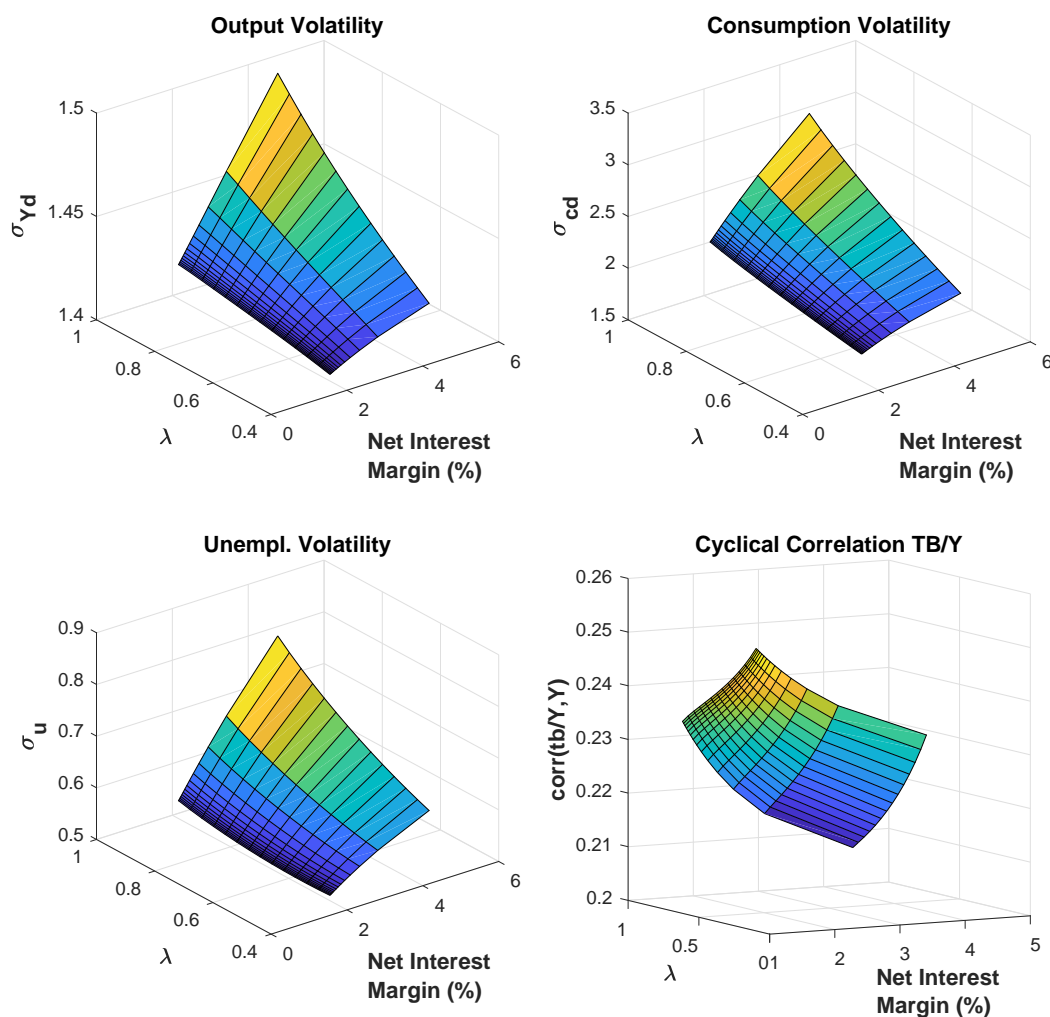 Output Volatility
1.5
1.45
1.4
σYd
1
0.8
0.6
0.4
λ
0
2
4
6
Net Interest
Margin (%)
Consumption Volatility
3.5
3
2.5
2
1.5
σcd
1
0.8
0.6
0.4
λ
0
2
4
6
Net Interest
Margin (%)
Unempl. Volatility
0.9
0.8
0.7
0.6
0.5
σu
1
0.8
0.6
0.4
λ
0
2
4
6
Net Interest
Margin (%)
Cyclical Correlation TB/Y
0.26
0.25
0.24
0.23
0.22
0.21
0.2
corr(tb/Y,Y)
1
0.5
0
λ
1
2
3
4
5
Net Interest
Margin (%)